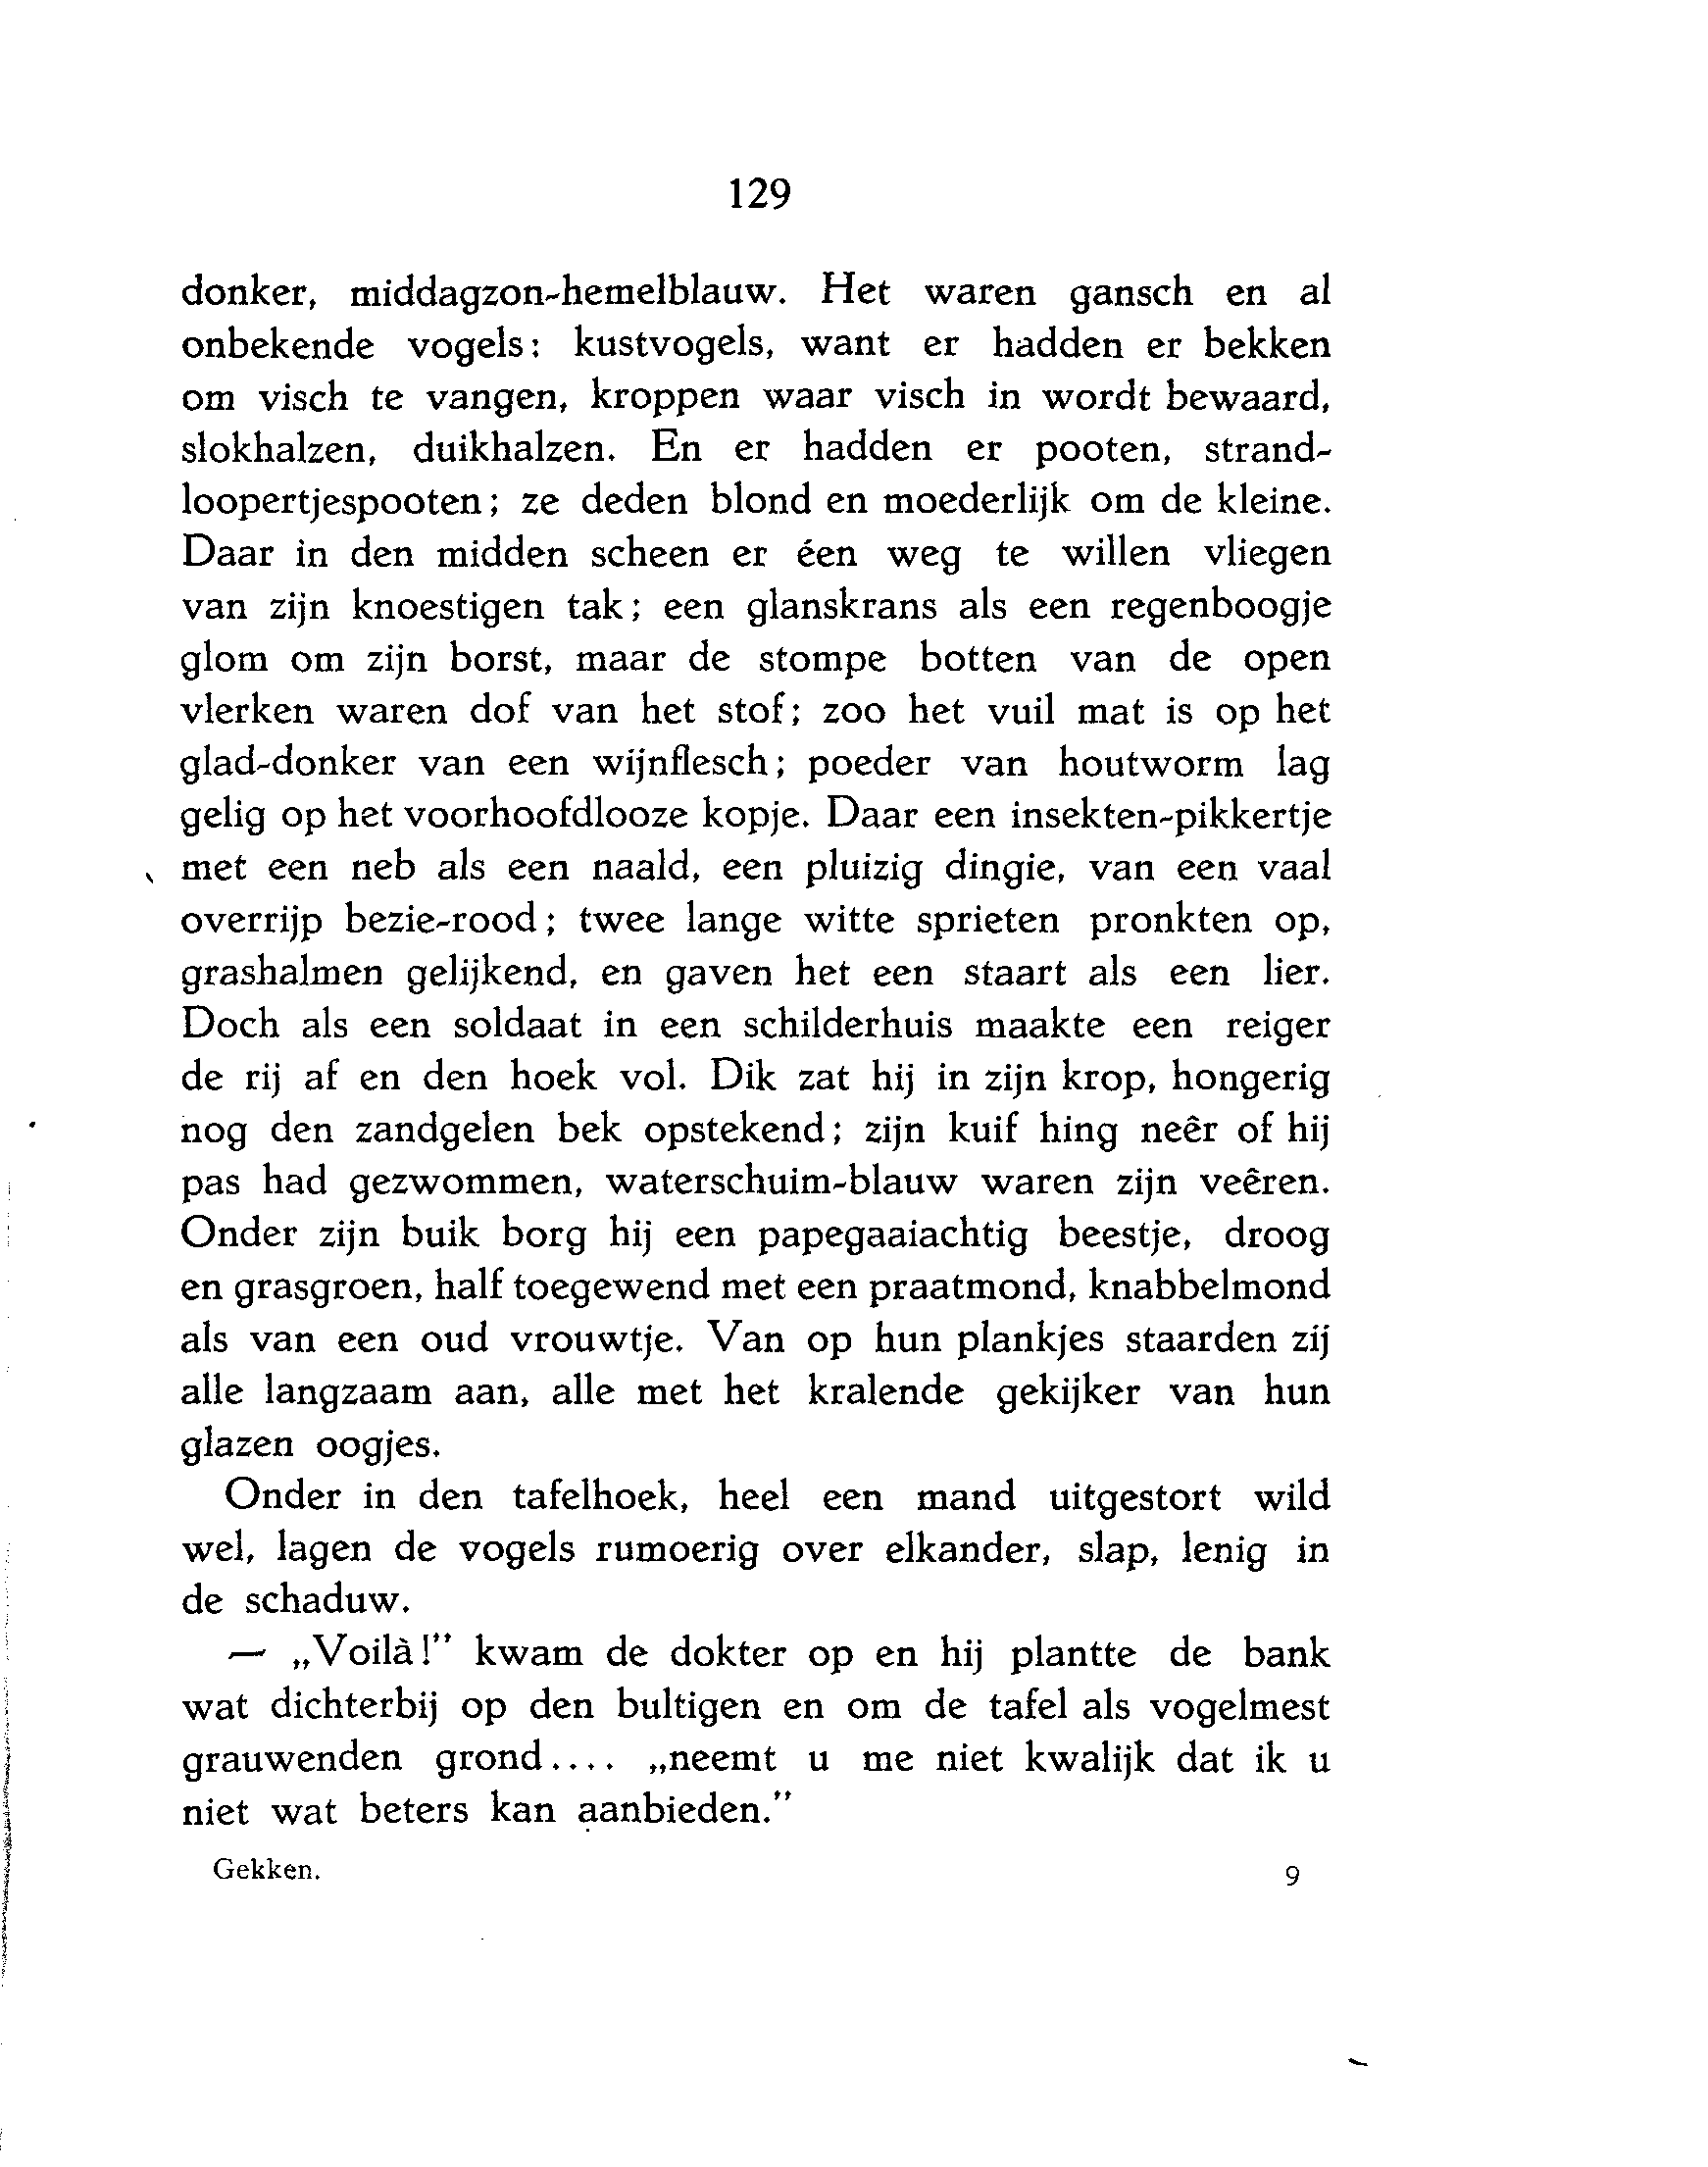 129
donker, middagzon-hemelblauw. Het waren gansch en al
onbekende vogels: kustvogels, want er hadden er bekken
om visch te vangen, kroppen waar visch in wordt bewaard,
slokhalzen, duikhalzen. En er hadden er pooten, strand-
loopertjespooten; ze deden blond en moederlijk om de kleine.
Daar in den midden scheen er één weg te willen vliegen
van zijn knoestigen tak; een glanskrans als een regenboogje
glom om zijn borst, maar de stompe botten van de open
vlerken waren dof van het stof; zoo het vuil mat is op het
glad-donker van een wijnflesch; poeder van houtworm lag
gelig op het voorhoofdlooze kopje. Daar een insekten-pikkertje
met een neb als een naald, een pluizig dingie, van een vaal
overrijp bezie-rood; twee lange witte sprieten pronkten op,
grashalmen gelijkend, en gaven het een staart als een lier.
Doch als een soldaat in een schilderhuis maakte een reiger
de rij af en den hoek vol. Dik zat hij in zijn krop, hongerig
nog den zandgelen bek opstekend; zijn kuif hing neêr of hij
pas had gezwommen, waterschuim-blauw waren zijn veêren.
Onder zijn buik borg hij een papegaaiachtig beestje, droog
en grasgroen, half toegewend met een praatmond, knabbelmond
als van een oud vrouwtje. Van op hun plankjes staarden zij
alle langzaam aan, alle met het kralende gekijker van hun
glazen oogjes.
Onder in den tafelhoek, heel een mand uitgestort wild
wel, lagen de vogels rumoerig over elkander, slap, lenig in
de schaduw.
— „Voilà!" kwam de dokter op en hij plantte de bank
wat dichterbij op den bultigen en om de tafel als vogelmest
grauwenden grond.... „neemt u me niet kwalijk dat ik u
niet wat beters kan aanbieden."
Gekken. 9